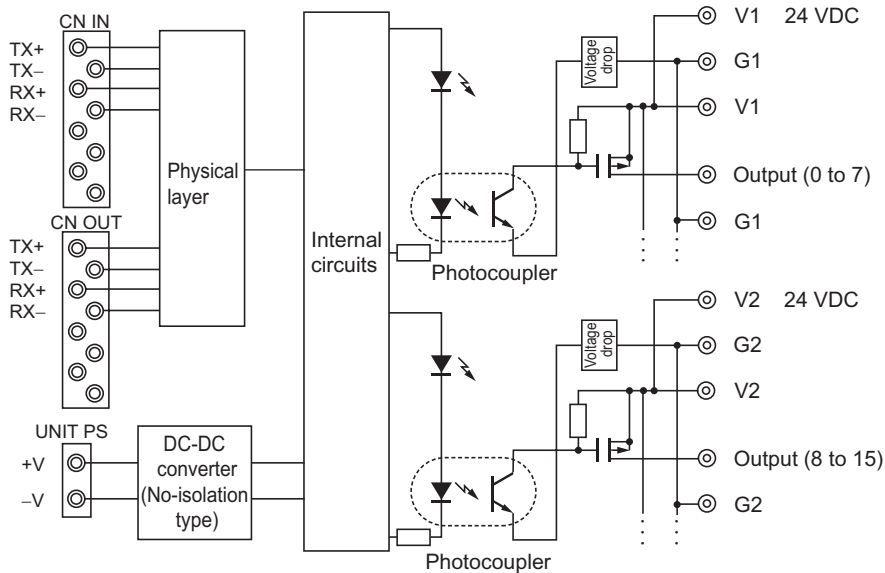 CN IN
TX+
TX–
RX+
RX–
Physical
layer
CN OUT
TX+
TX–
RX+
RX–
UNIT PS
+V
–V
DC-DC
converter
(No-isolation
type)
Internal
circuits
Photocoupler
Voltage
drop
V1 24 VDC
G1
V1
Output (0 to 7)
G1
Photocoupler
Voltage
drop
V2 24 VDC
G2
V2
Output (8 to 15)
G2